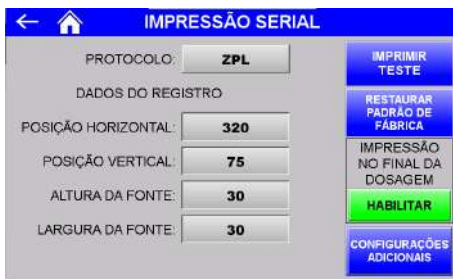 IMPRESSÃO SERIAL
PROTOCOLO: ZPL
DADOS DO REGISTRO
POSIÇÃO HORIZONTAL: 320
POSIÇÃO VERTICAL: 75
ALTURA DA FONTE: 30
LARGURA DA FONTE: 30
IMPRIMIR
TESTE
RESTAURAR
PADRÃO DE
FÁBRICA
IMPRESSÃO
NO FINAL DA
DOSAGEM
HABILITAR
CONFIGURAÇÕES
ADICIONAIS